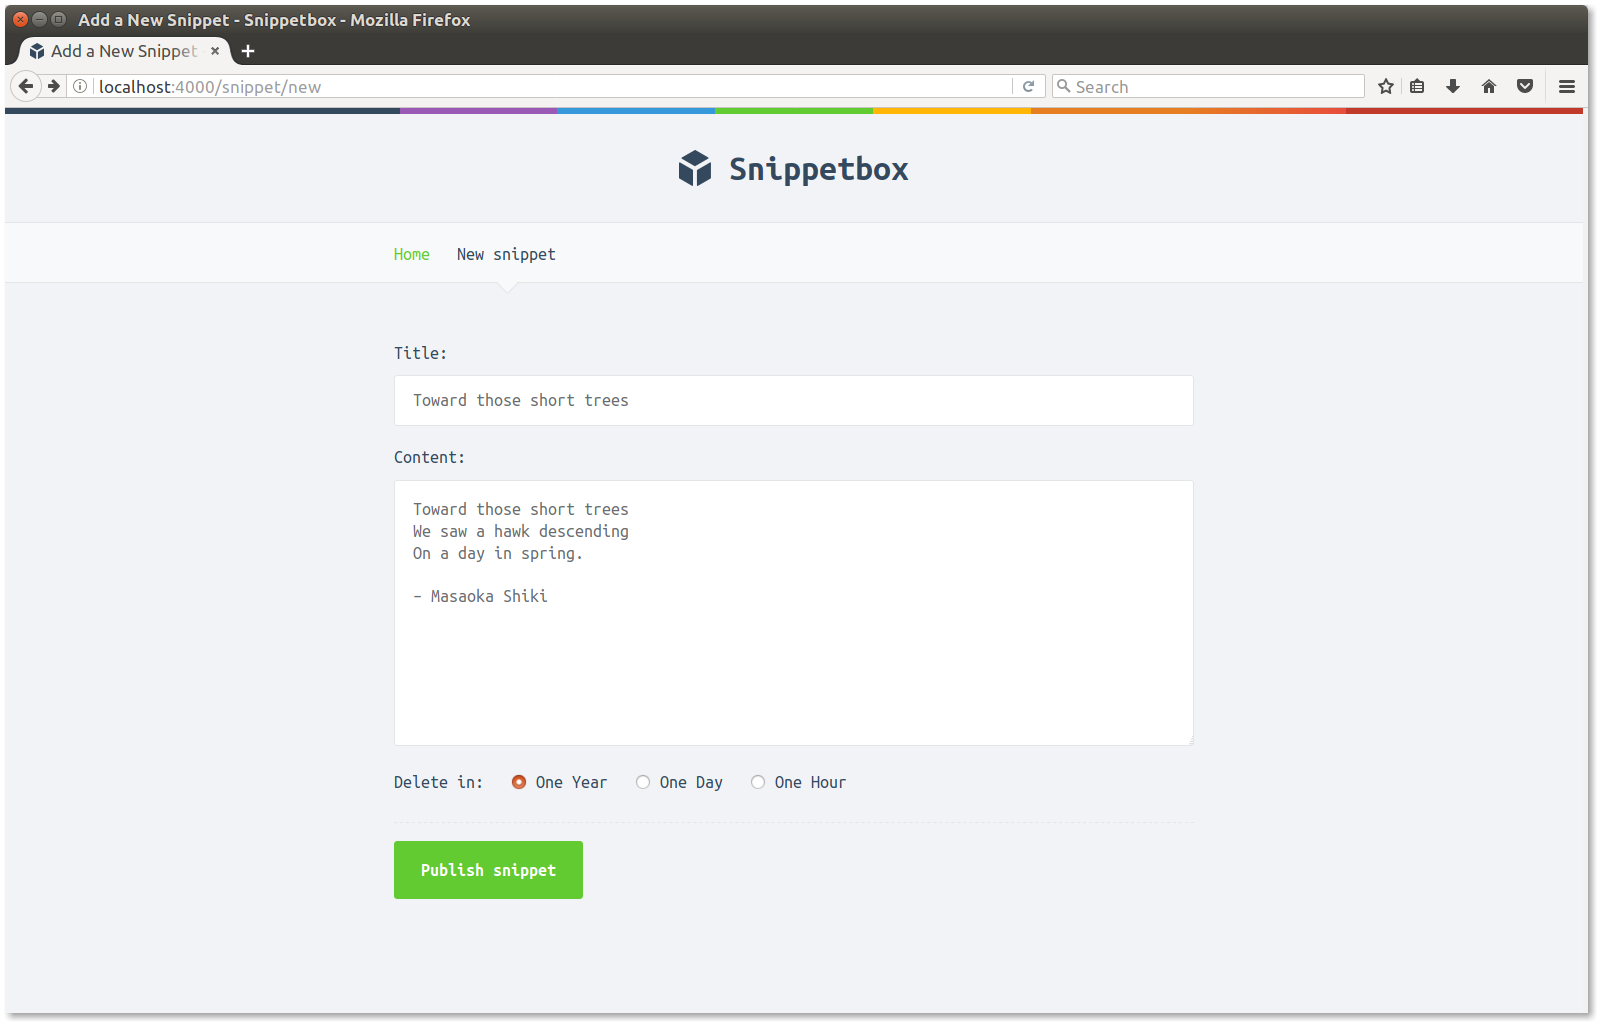 Add a New Snippet - Snippetbox - Mozilla Firefox
Add a New Snippet
localhost:4000/snippet/new
Search
Snippetbox
Home New snippet
Title:
Toward those short trees
Content:
Toward those short trees
We saw a hawk descending
On a day in spring.
- Masaoka Shiki
Delete in: One Year One Day One Hour
Publish snippet